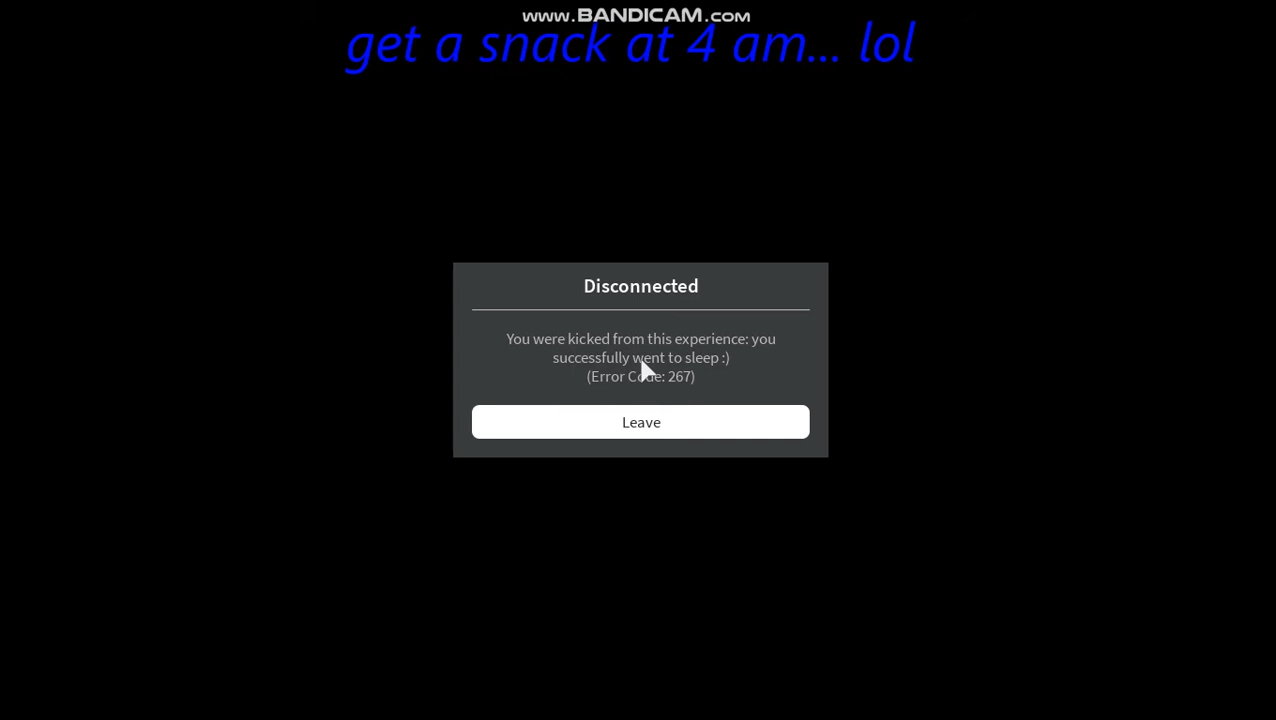 www.BANDICAM.com
get a snack at 4 am... lol
Disconnected
You were kicked from this experience: you
successfully went to sleep :)
(Error Code: 267)
Leave